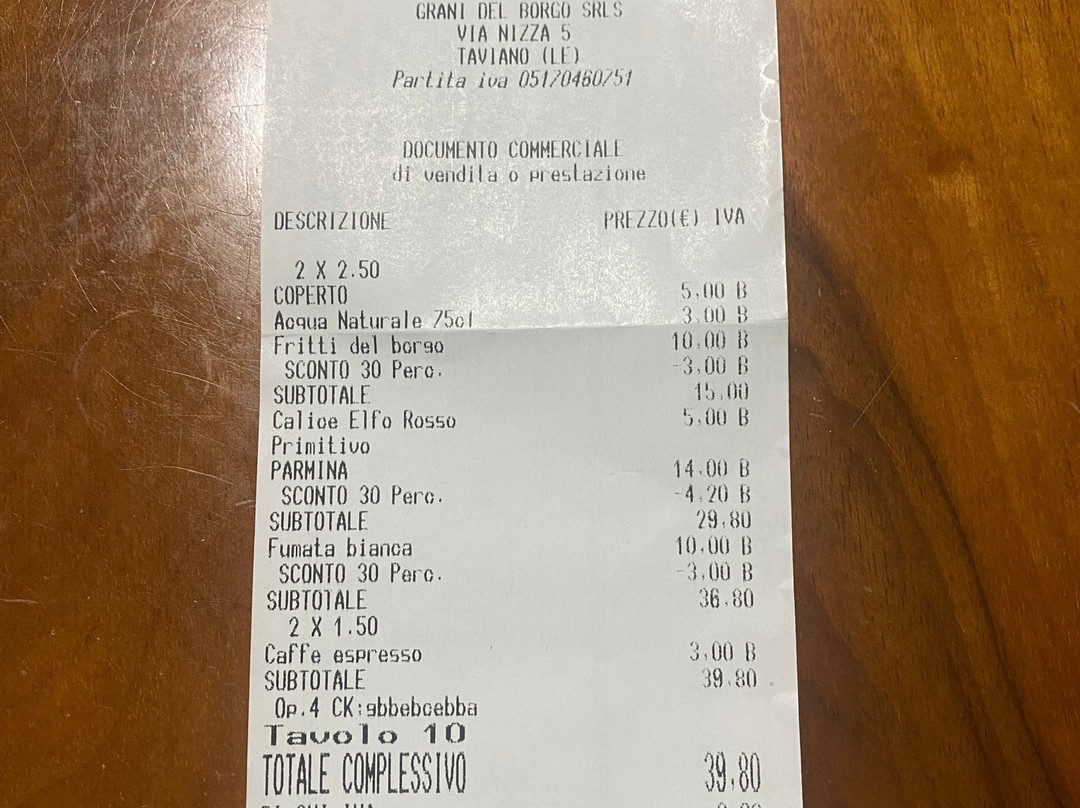 GRANI DEL BORGO SRLS
VIA NIZZA 5
TAVIANO (LE)
Partita iva 05170460751
DOCUMENTO COMMERCIALE
di vendita o prestazione
DESCRIZIONE PREZZO(€) IVA
2 X 2.50
COPERTO 5,00 B
Acqua Naturale 75cl 3,00 B
Fritti del borgo 10,00 B
SCONTO 30 Perc. -3,00 B
SUBTOTALE 15,00
Calice Elfo Rosso 5,00 B
Primitivo
PARMINA 14,00 B
SCONTO 30 Perc. -4,20 B
SUBTOTALE 29,80
Fumata bianca 10,00 B
SCONTO 30 Perc. -3,00 B
SUBTOTALE 36,80
2 X 1.50
Caffe espresso 3,00 B
SUBTOTALE 39,80
Op.4 CK:gbbebcebba
Tavolo 10
TOTALE COMPLESSIVO 39,80
DI CUI IVA